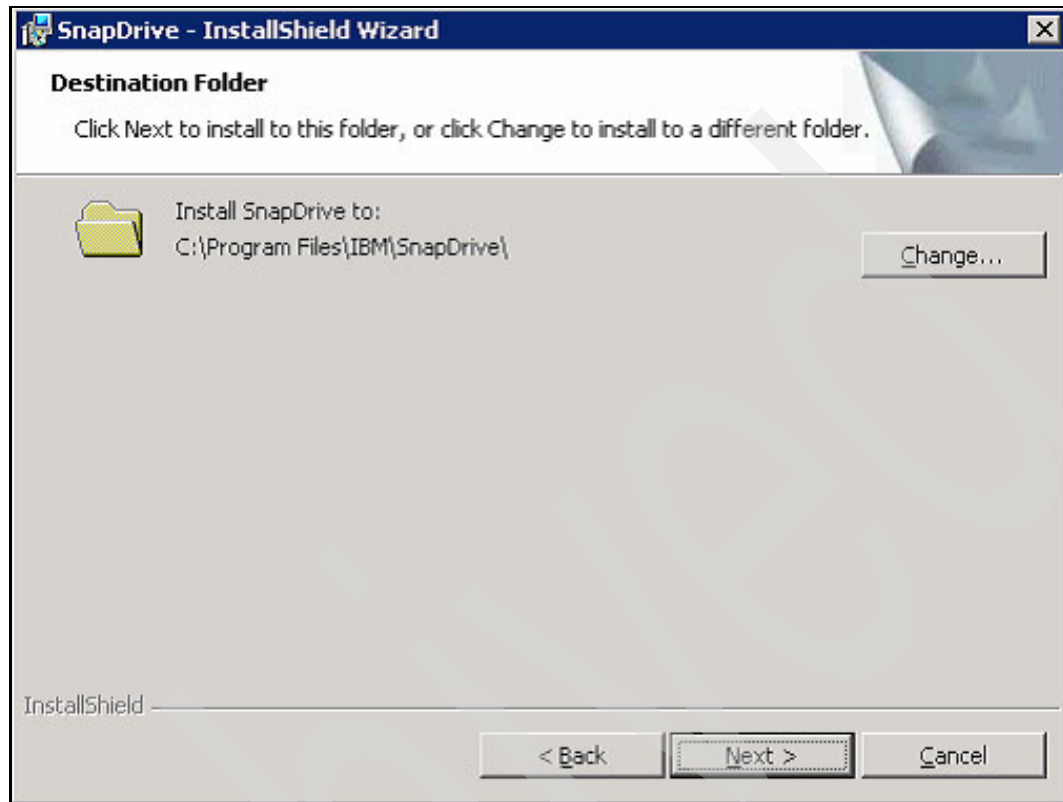 SnapDrive - InstallShield Wizard
Destination Folder
Click Next to install to this folder, or click Change to install to a different folder.
Install SnapDrive to:
C:\Program Files\IBM\SnapDrive\
Change...
InstallShield
< Back
Next >
Cancel